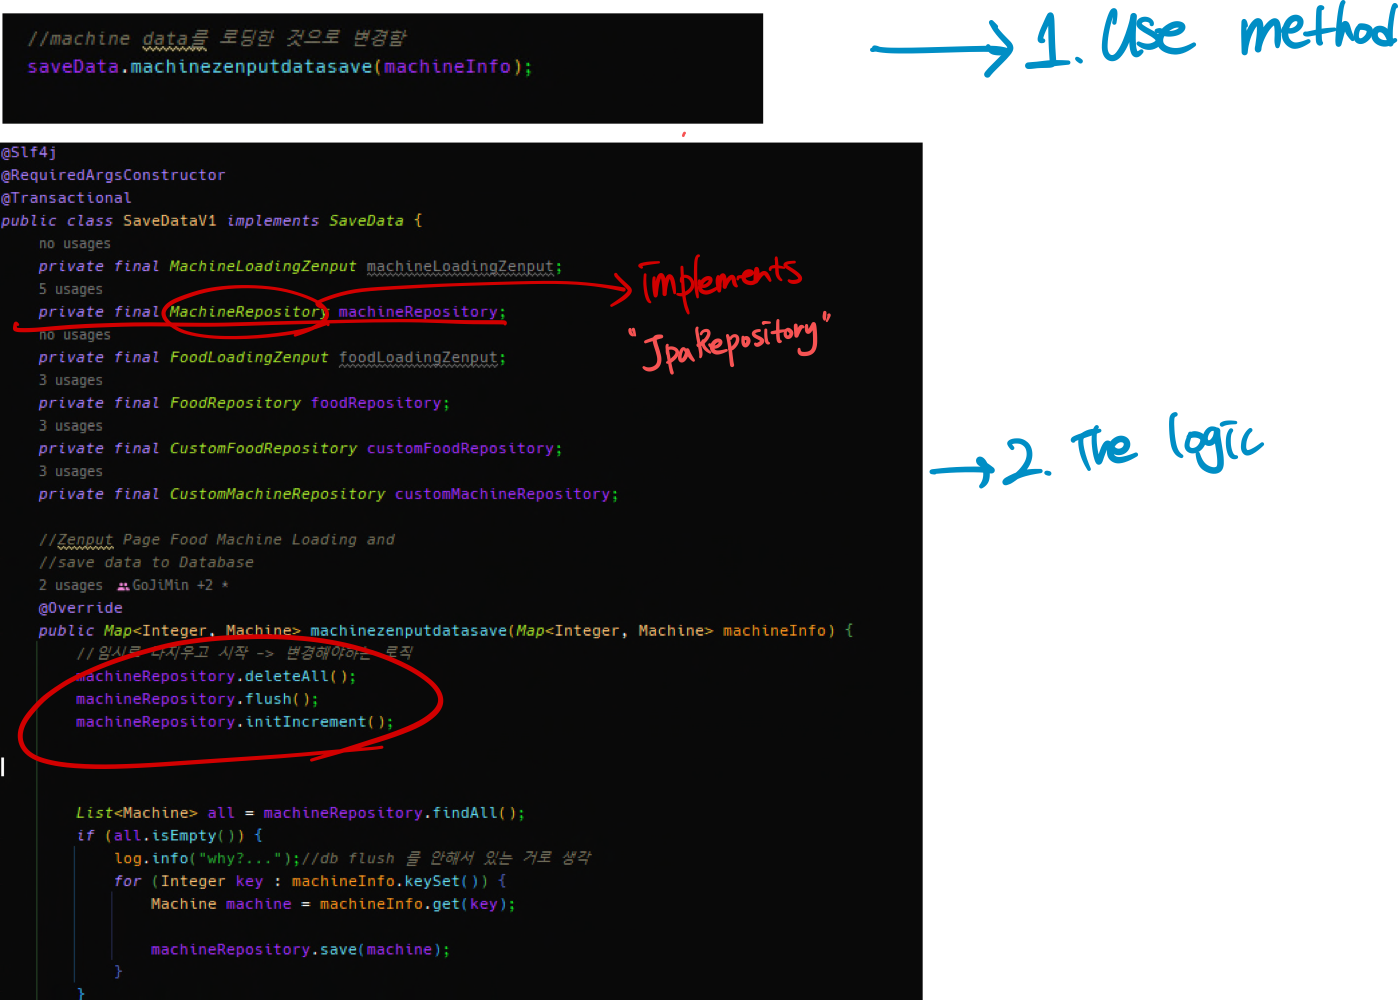 //machine data를 로딩한 것으로 변경함
saveData.machinezenputdatasave(machineInfo);
1. Use method
@Slf4j
@RequiredArgsConstructor
@Transactional
public class SaveDataV1 implements SaveData {
no usages
private final MachineLoadingZenput machineLoadingZenput;
5 usages
private final MachineRepository machineRepository;
implements
"JpaRepository"
no usages
private final FoodLoadingZenput foodLoadingZenput;
3 usages
private final FoodRepository foodRepository;
3 usages
private final CustomFoodRepository customFoodRepository;
3 usages
private final CustomMachineRepository customMachineRepository;
2. The logic
//Zenput Page Food Machine Loading and
//save data to Database
2 usages GoJiMin +2 *
@Override
public Map<Integer, Machine> machinezenputdatasave(Map<Integer, Machine> machineInfo) {
//임시로 다지우고 시작 -> 변경해야하는 로직
machineRepository.deleteAll();
machineRepository.flush();
machineRepository.initIncrement();
List<Machine> all = machineRepository.findAll();
if (all.isEmpty()) {
log.info("why?...");//db flush 를 안해서 있는 거로 생각
for (Integer key : machineInfo.keySet()) {
Machine machine = machineInfo.get(key);
machineRepository.save(machine);
}
}